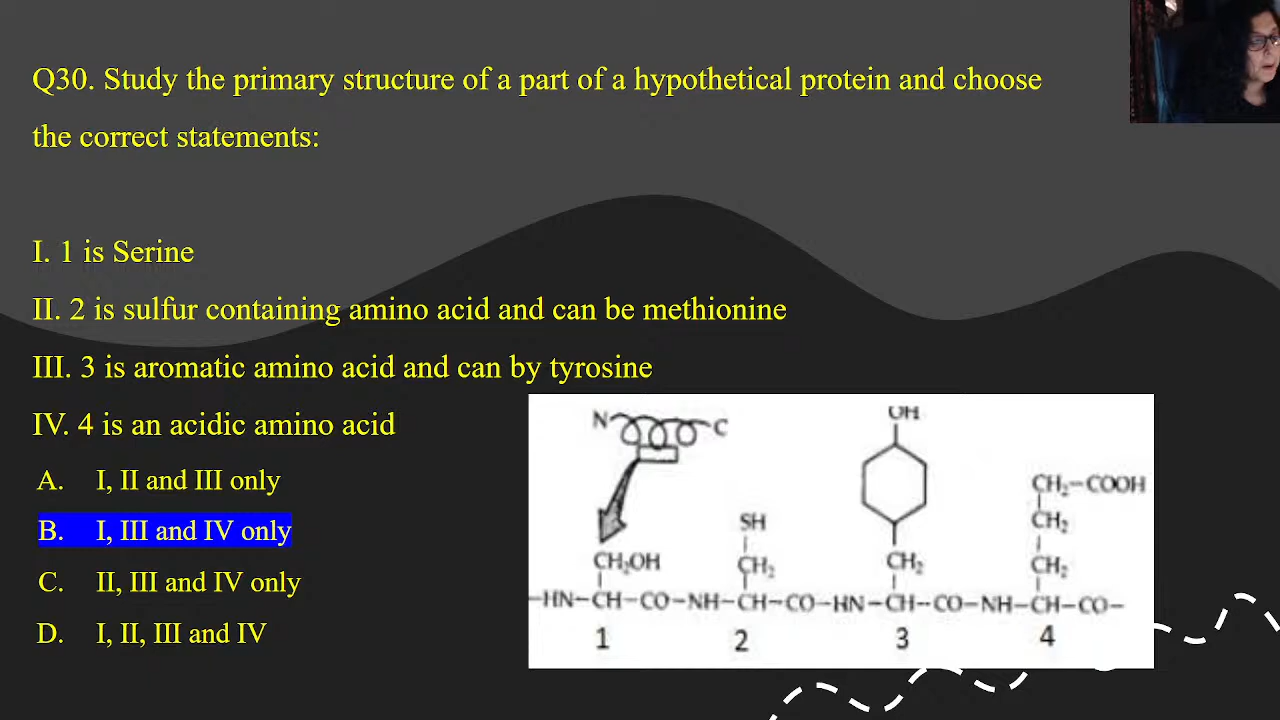 Q30. Study the primary structure of a part of a hypothetical protein and choose
the correct statements:
I. 1 is Serine
II. 2 is sulfur containing amino acid and can be methionine
III. 3 is aromatic amino acid and can by tyrosine
IV. 4 is an acidic amino acid
A. I, II and III only
B. I, III and IV only
C. II, III and IV only
D. I, II, III and IV
N C
OH
CH₂-COOH
SH CH₂
CH₂OH CH₂ CH₂ CH₂
-HN-CH-CO-NH-CH-CO-HN-CH-CO-NH-CH-CO-
1 2 3 4